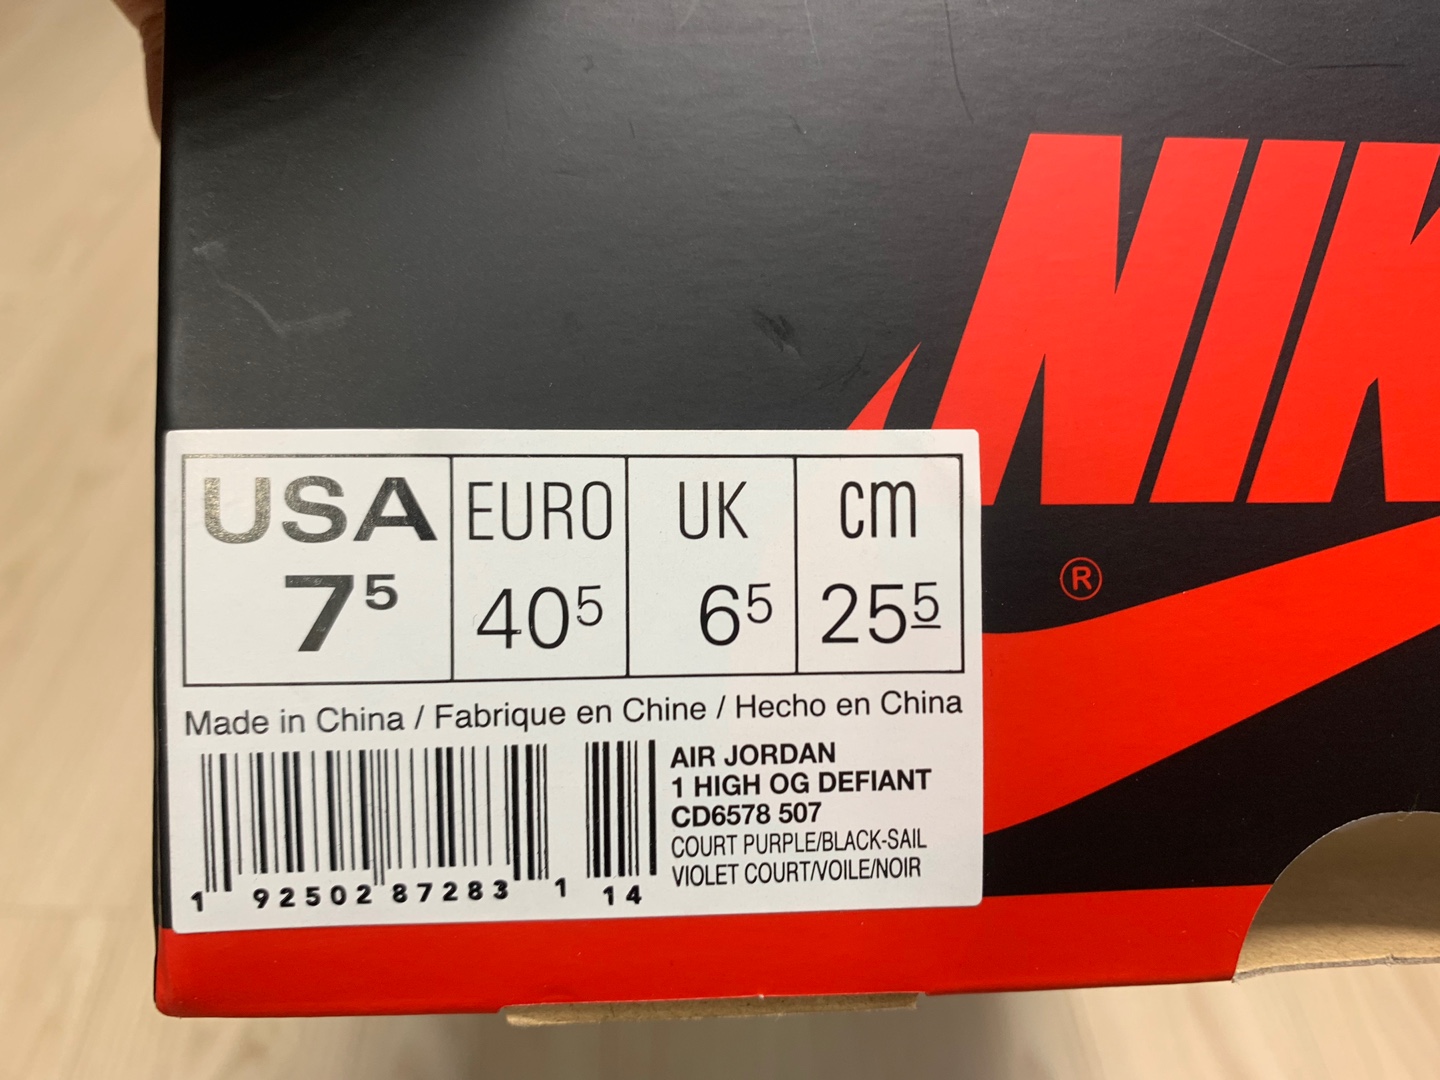 NIK
®
USA EURO UK cm
7⁵ 40⁵ 6⁵ 25⁵
Made in China / Fabrique en Chine / Hecho en China
AIR JORDAN
1 HIGH OG DEFIANT
CD6578 507
COURT PURPLE/BLACK-SAIL
VIOLET COURT/VOILE/NOIR
1 92502 87283 1 14